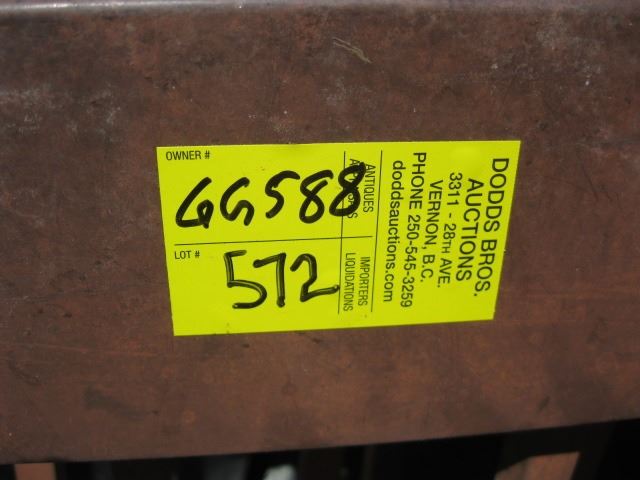 OWNER #
GG588
LOT #
572
ANTIQUES
IMPORTERS
LIQUIDATIONS
DODDS BROS.
AUCTIONS
3311 - 28TH AVE.
VERNON, B.C.
PHONE 250-545-3259
doddsauctions.com